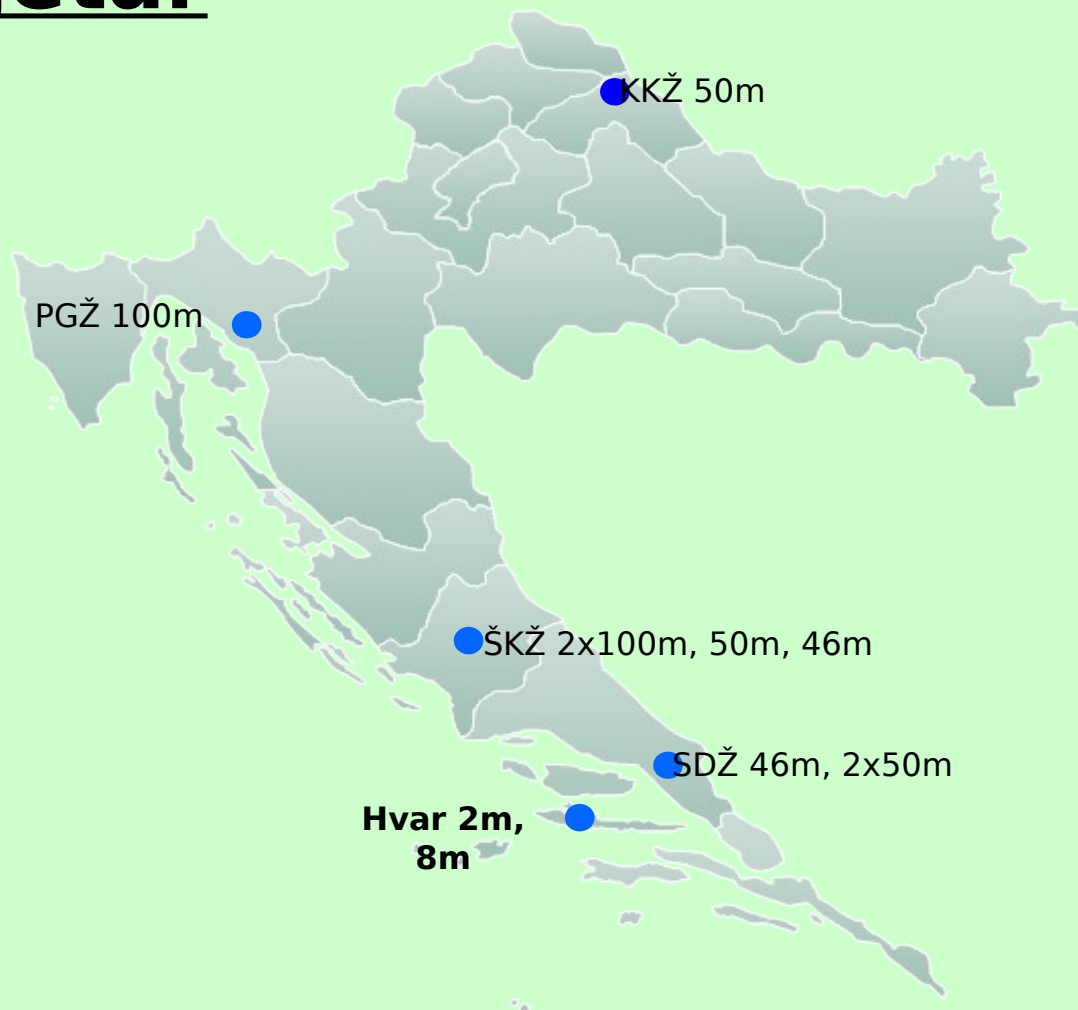 KKŽ 50m
PGŽ 100m
ŠKŽ 2x100m, 50m, 46m
SDŽ 46m, 2x50m
Hvar 2m,
8m